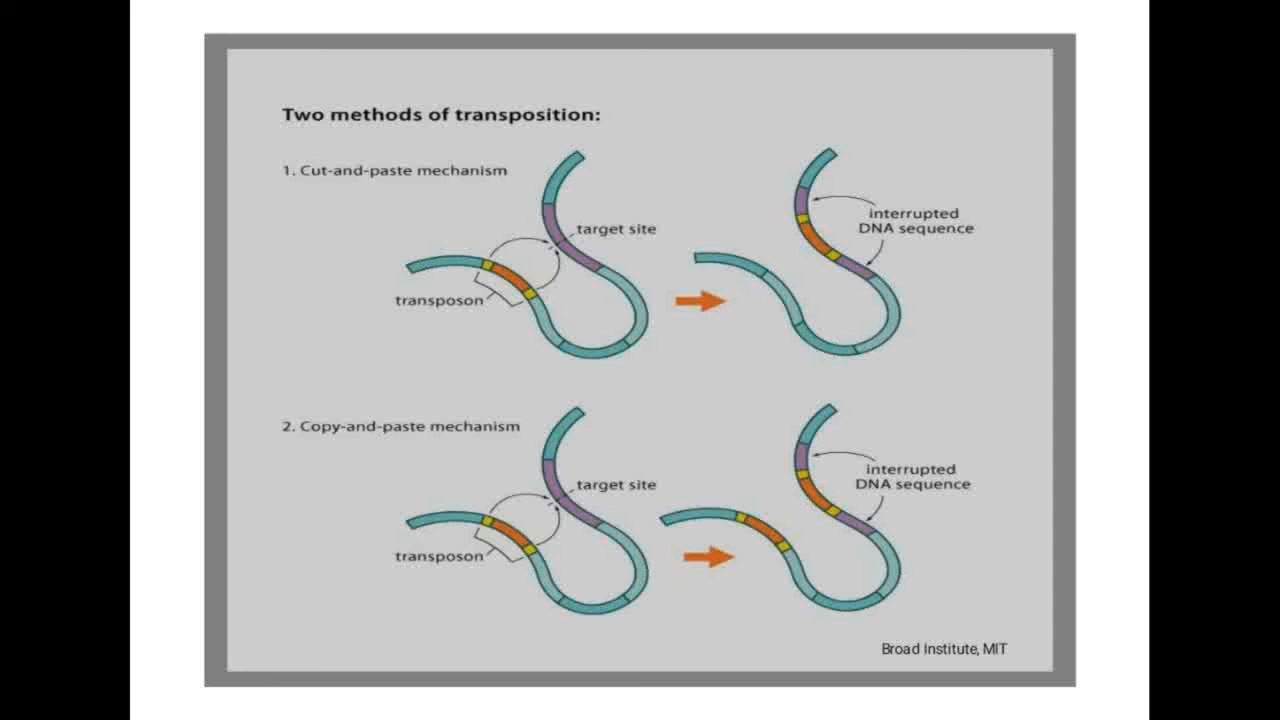 Two methods of transposition:
1. Cut-and-paste mechanism
target site
transposon
interrupted
DNA sequence
2. Copy-and-paste mechanism
target site
transposon
interrupted
DNA sequence
Broad Institute, MIT